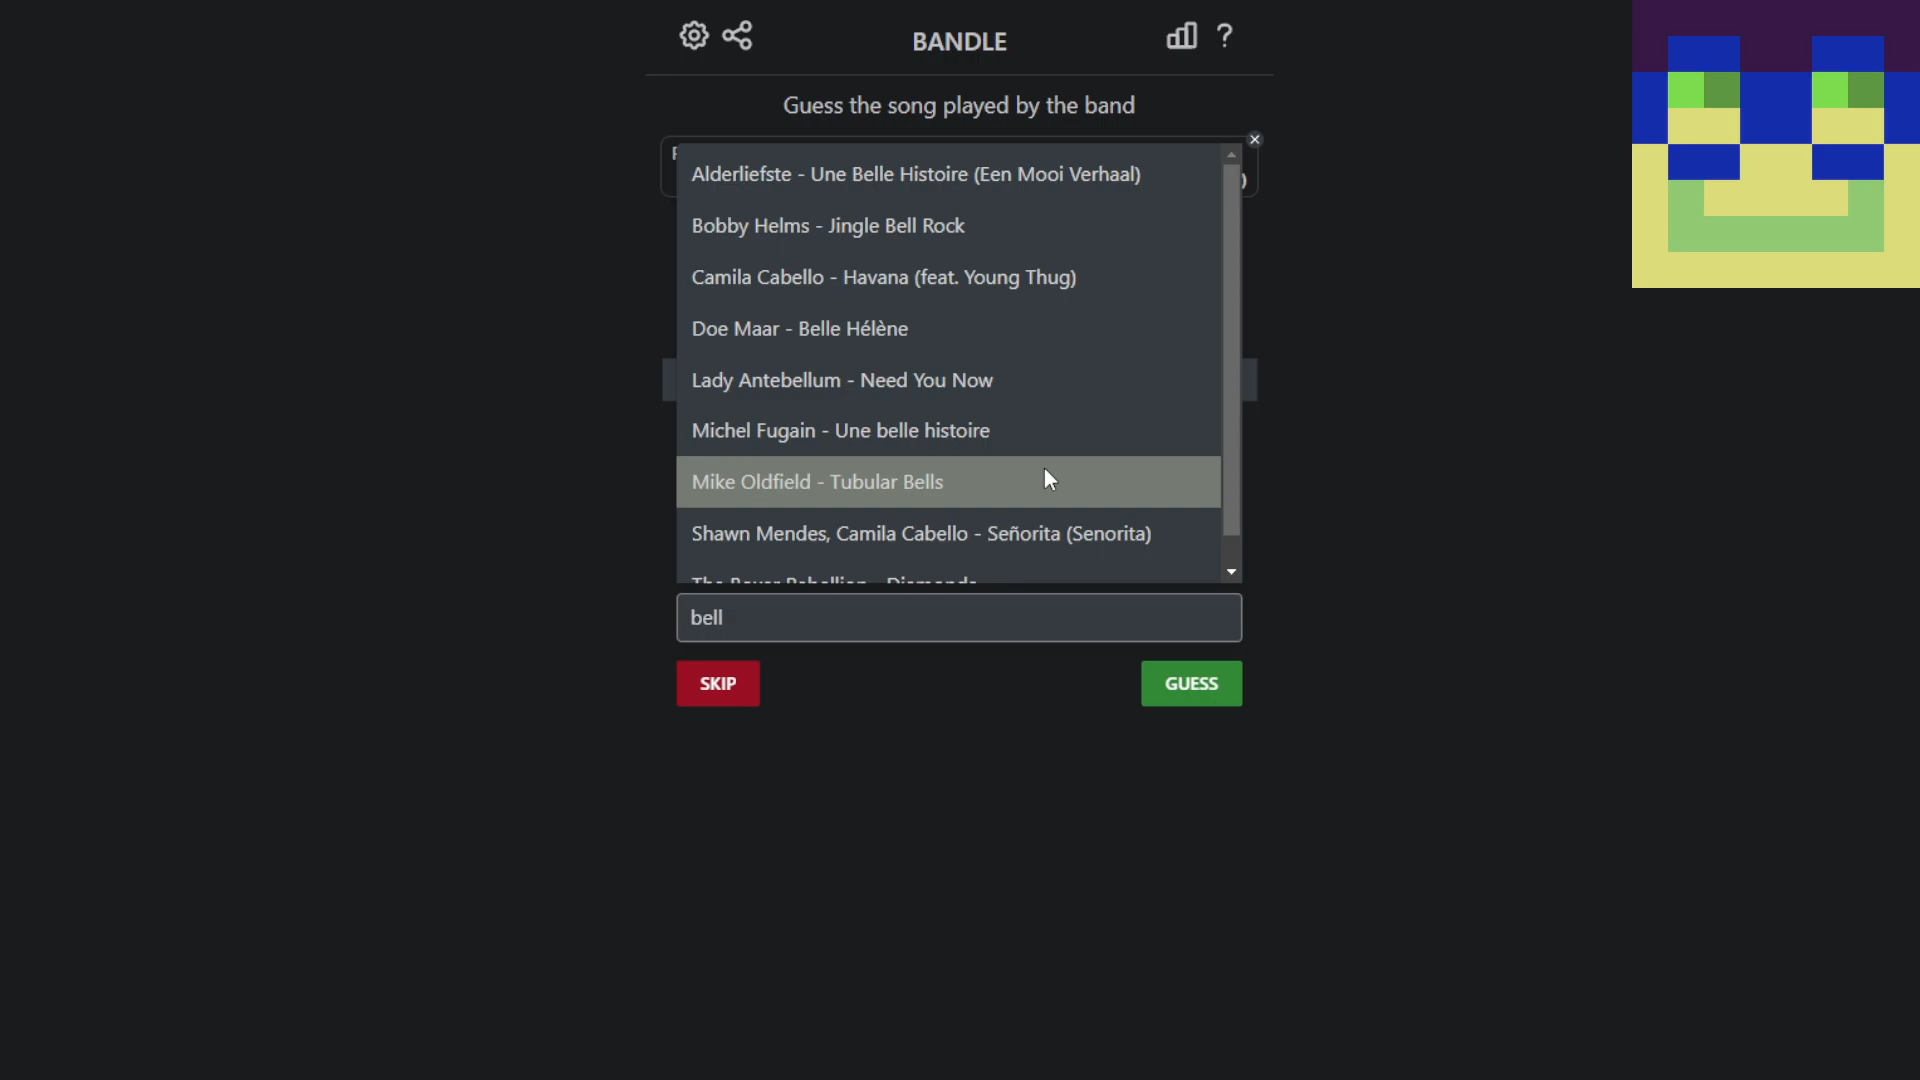 BANDLE
?
Guess the song played by the band
Alderliefste - Une Belle Histoire (Een Mooi Verhaal)
Bobby Helms - Jingle Bell Rock
Camila Cabello - Havana (feat. Young Thug)
Doe Maar - Belle Hélène
Lady Antebellum - Need You Now
Michel Fugain - Une belle histoire
Mike Oldfield - Tubular Bells
Shawn Mendes, Camila Cabello - Señorita (Senorita)
bell
SKIP
GUESS